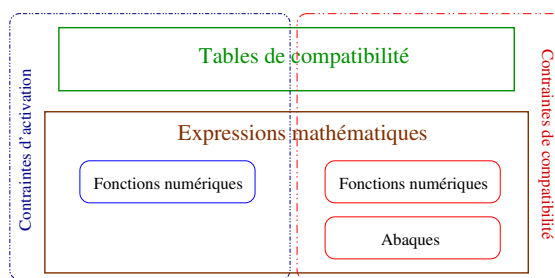 Tables de compatibilité
Contraintes d'activation
Contraintes de
compatibilité
Expressions mathématiques
Fonctions numériques
Fonctions numériques
Abaques